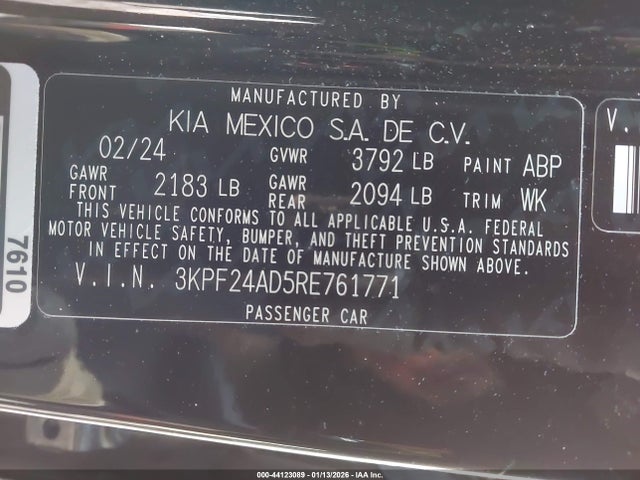 MANUFACTURED BY
KIA MEXICO S.A. DE C.V.
02/24 GVWR 3792 LB PAINT ABP
GAWR FRONT 2183 LB GAWR REAR 2094 LB TRIM WK
THIS VEHICLE CONFORMS TO ALL APPLICABLE U.S.A. FEDERAL
MOTOR VEHICLE SAFETY, BUMPER, AND THEFT PREVENTION STANDARDS
IN EFFECT ON THE DATE OF MANUFACTURE SHOWN ABOVE.
V.I.N. 3KPF24AD5RE761771
PASSENGER CAR
7610
V.
000-44123089 - 01/13/2026 - IAA Inc.